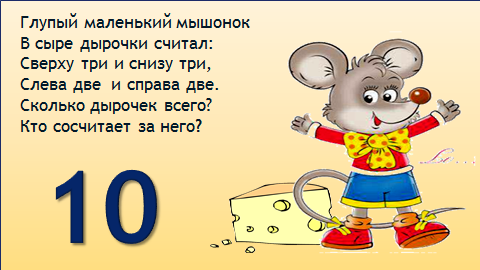 Глупый маленький мышонок
В сыре дырочки считал:
Сверху три и снизу три,
Слева две и справа две.
Сколько дырочек всего?
Кто сосчитает за него?
10